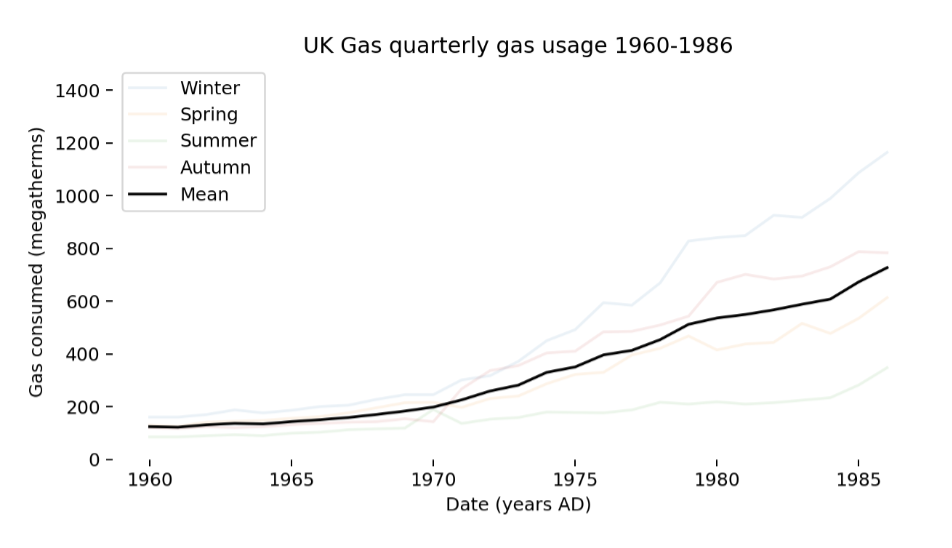 UK Gas quarterly gas usage 1960-1986
Gas consumed (megatherms)
1400
1200
1000
800
600
400
200
0
Winter
Spring
Summer
Autumn
Mean
1960 1965 1970 1975 1980 1985
Date (years AD)